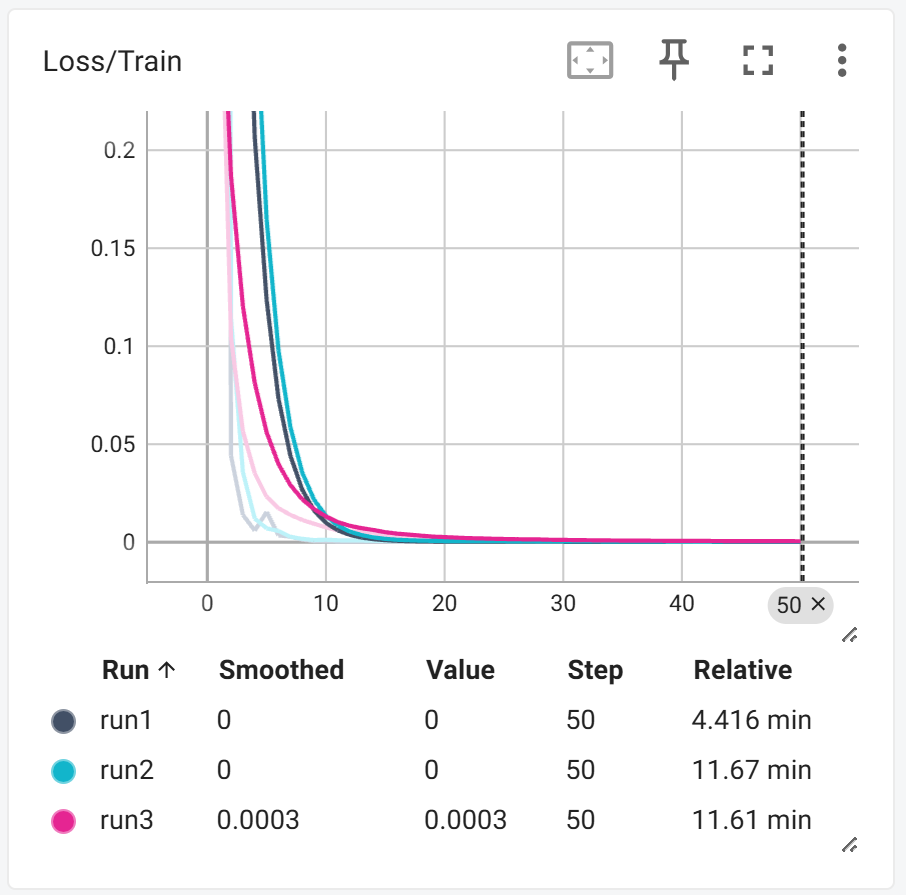 Loss/Train
0.2
0.15
0.1
0.05
0
0 10 20 30 40 50 ×
Run ↑ Smoothed Value Step Relative
run1 0 0 50 4.416 min
run2 0 0 50 11.67 min
run3 0.0003 0.0003 50 11.61 min